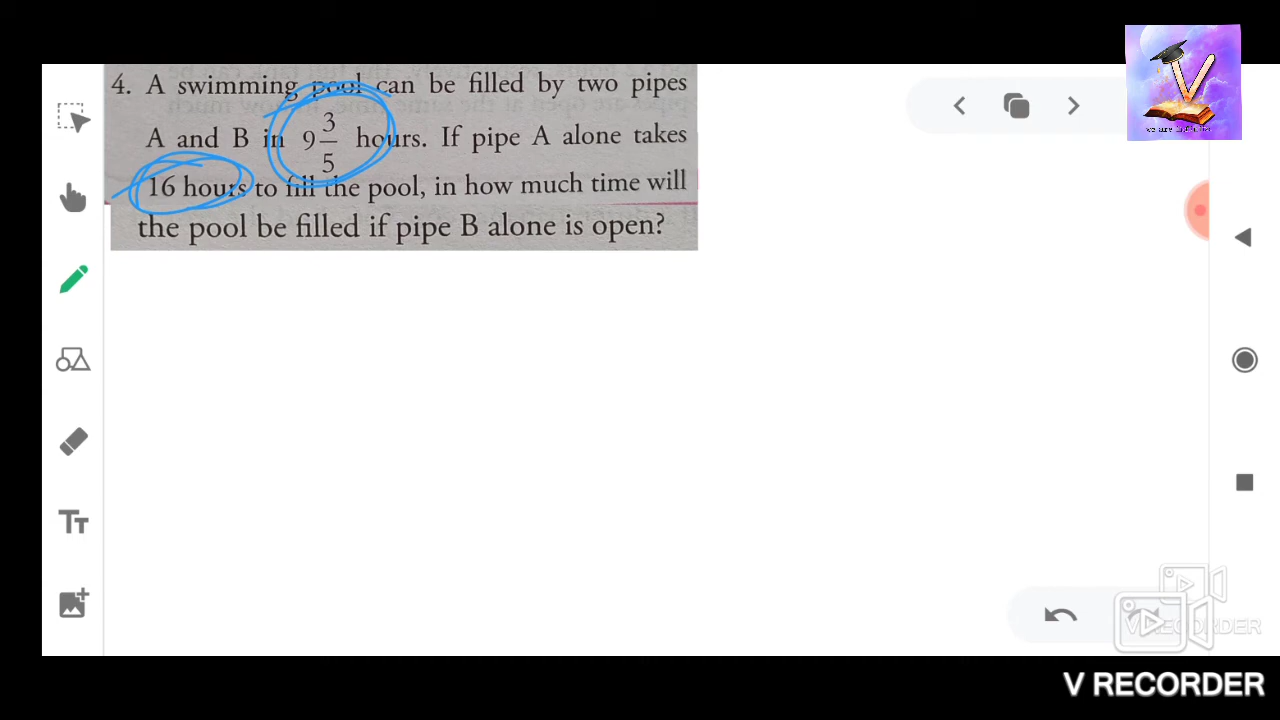 4. A swimming pool can be filled by two pipes
A and B in 9 3/5 hours. If pipe A alone takes
16 hours to fill the pool, in how much time will
the pool be filled if pipe B alone is open?
V
TT
V RECORDER